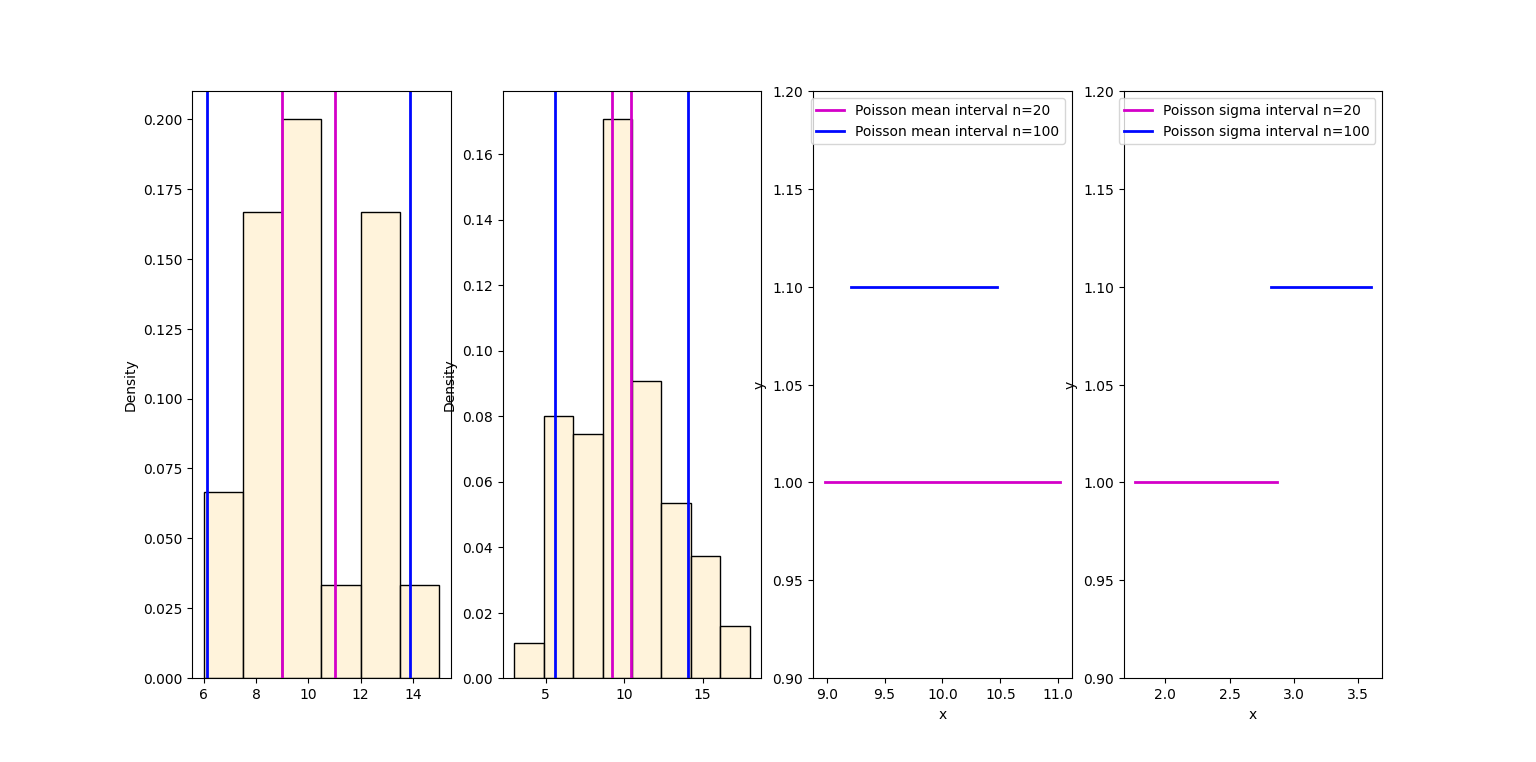 Density
0.200
0.175
0.150
0.125
0.100
0.075
0.050
0.025
0.000
6 8 10 12 14
Density
0.16
0.14
0.12
0.10
0.08
0.06
0.04
0.02
0.00
5 10 15
Poisson mean interval n=20
Poisson mean interval n=100
y
1.20
1.15
1.10
1.05
1.00
0.95
0.90
9.0 9.5 10.0 10.5 11.0
x
Poisson sigma interval n=20
Poisson sigma interval n=100
y
1.20
1.15
1.10
1.05
1.00
0.95
0.90
2.0 2.5 3.0 3.5
x